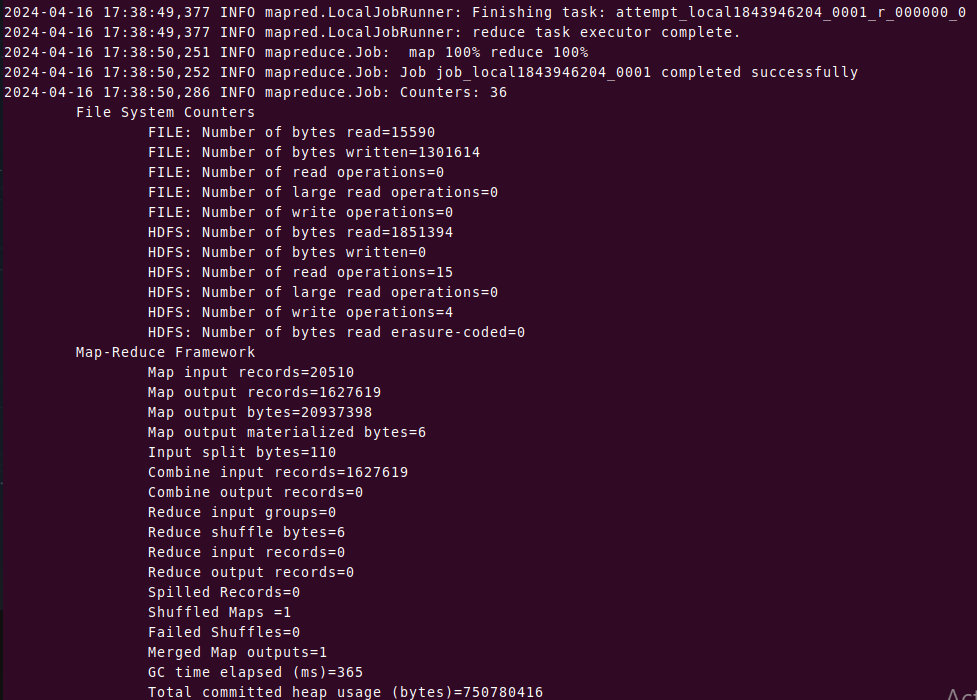 2024-04-16 17:38:49,377 INFO mapred.LocalJobRunner: Finishing task: attempt_local1843946204_0001_r_000000_0
2024-04-16 17:38:49,377 INFO mapred.LocalJobRunner: reduce task executor complete.
2024-04-16 17:38:50,251 INFO mapreduce.Job:  map 100% reduce 100%
2024-04-16 17:38:50,252 INFO mapreduce.Job: Job job_local1843946204_0001 completed successfully
2024-04-16 17:38:50,286 INFO mapreduce.Job: Counters: 36
File System Counters
FILE: Number of bytes read=15590
FILE: Number of bytes written=1301614
FILE: Number of read operations=0
FILE: Number of large read operations=0
FILE: Number of write operations=0
HDFS: Number of bytes read=1851394
HDFS: Number of bytes written=0
HDFS: Number of read operations=15
HDFS: Number of large read operations=0
HDFS: Number of write operations=4
HDFS: Number of bytes read erasure-coded=0
Map-Reduce Framework
Map input records=20510
Map output records=1627619
Map output bytes=20937398
Map output materialized bytes=6
Input split bytes=110
Combine input records=1627619
Combine output records=0
Reduce input groups=0
Reduce shuffle bytes=6
Reduce input records=0
Reduce output records=0
Spilled Records=0
Shuffled Maps =1
Failed Shuffles=0
Merged Map outputs=1
GC time elapsed (ms)=365
Total committed heap usage (bytes)=750780416